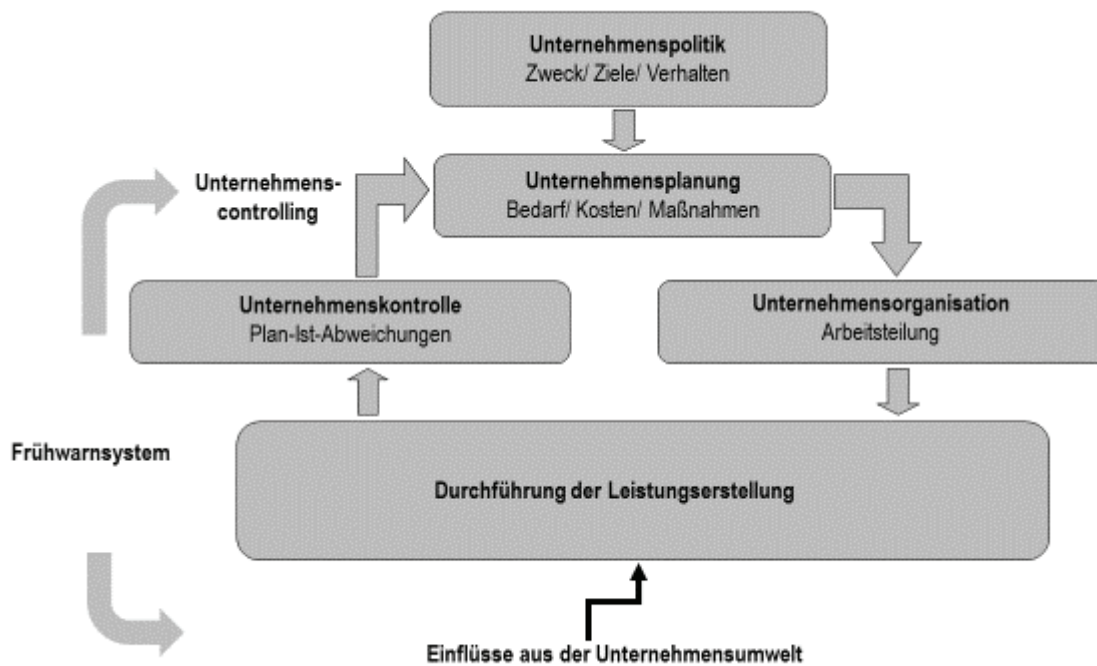 Unternehmenspolitik
Zweck/ Ziele/ Verhalten
Unternehmens-
controlling
Unternehmensplanung
Bedarf/ Kosten/ Maßnahmen
Unternehmenskontrolle
Plan-Ist-Abweichungen
Unternehmensorganisation
Arbeitsteilung
Frühwarnsystem
Durchführung der Leistungserstellung
Einflüsse aus der Unternehmensumwelt